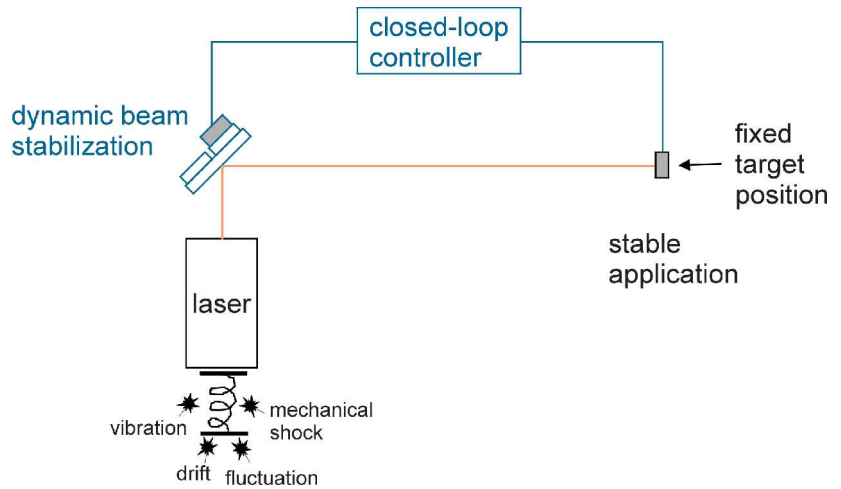 closed-loop
controller
dynamic beam
stabilization
fixed
target
position
stable
application
laser
vibration
mechanical
shock
drift
fluctuation